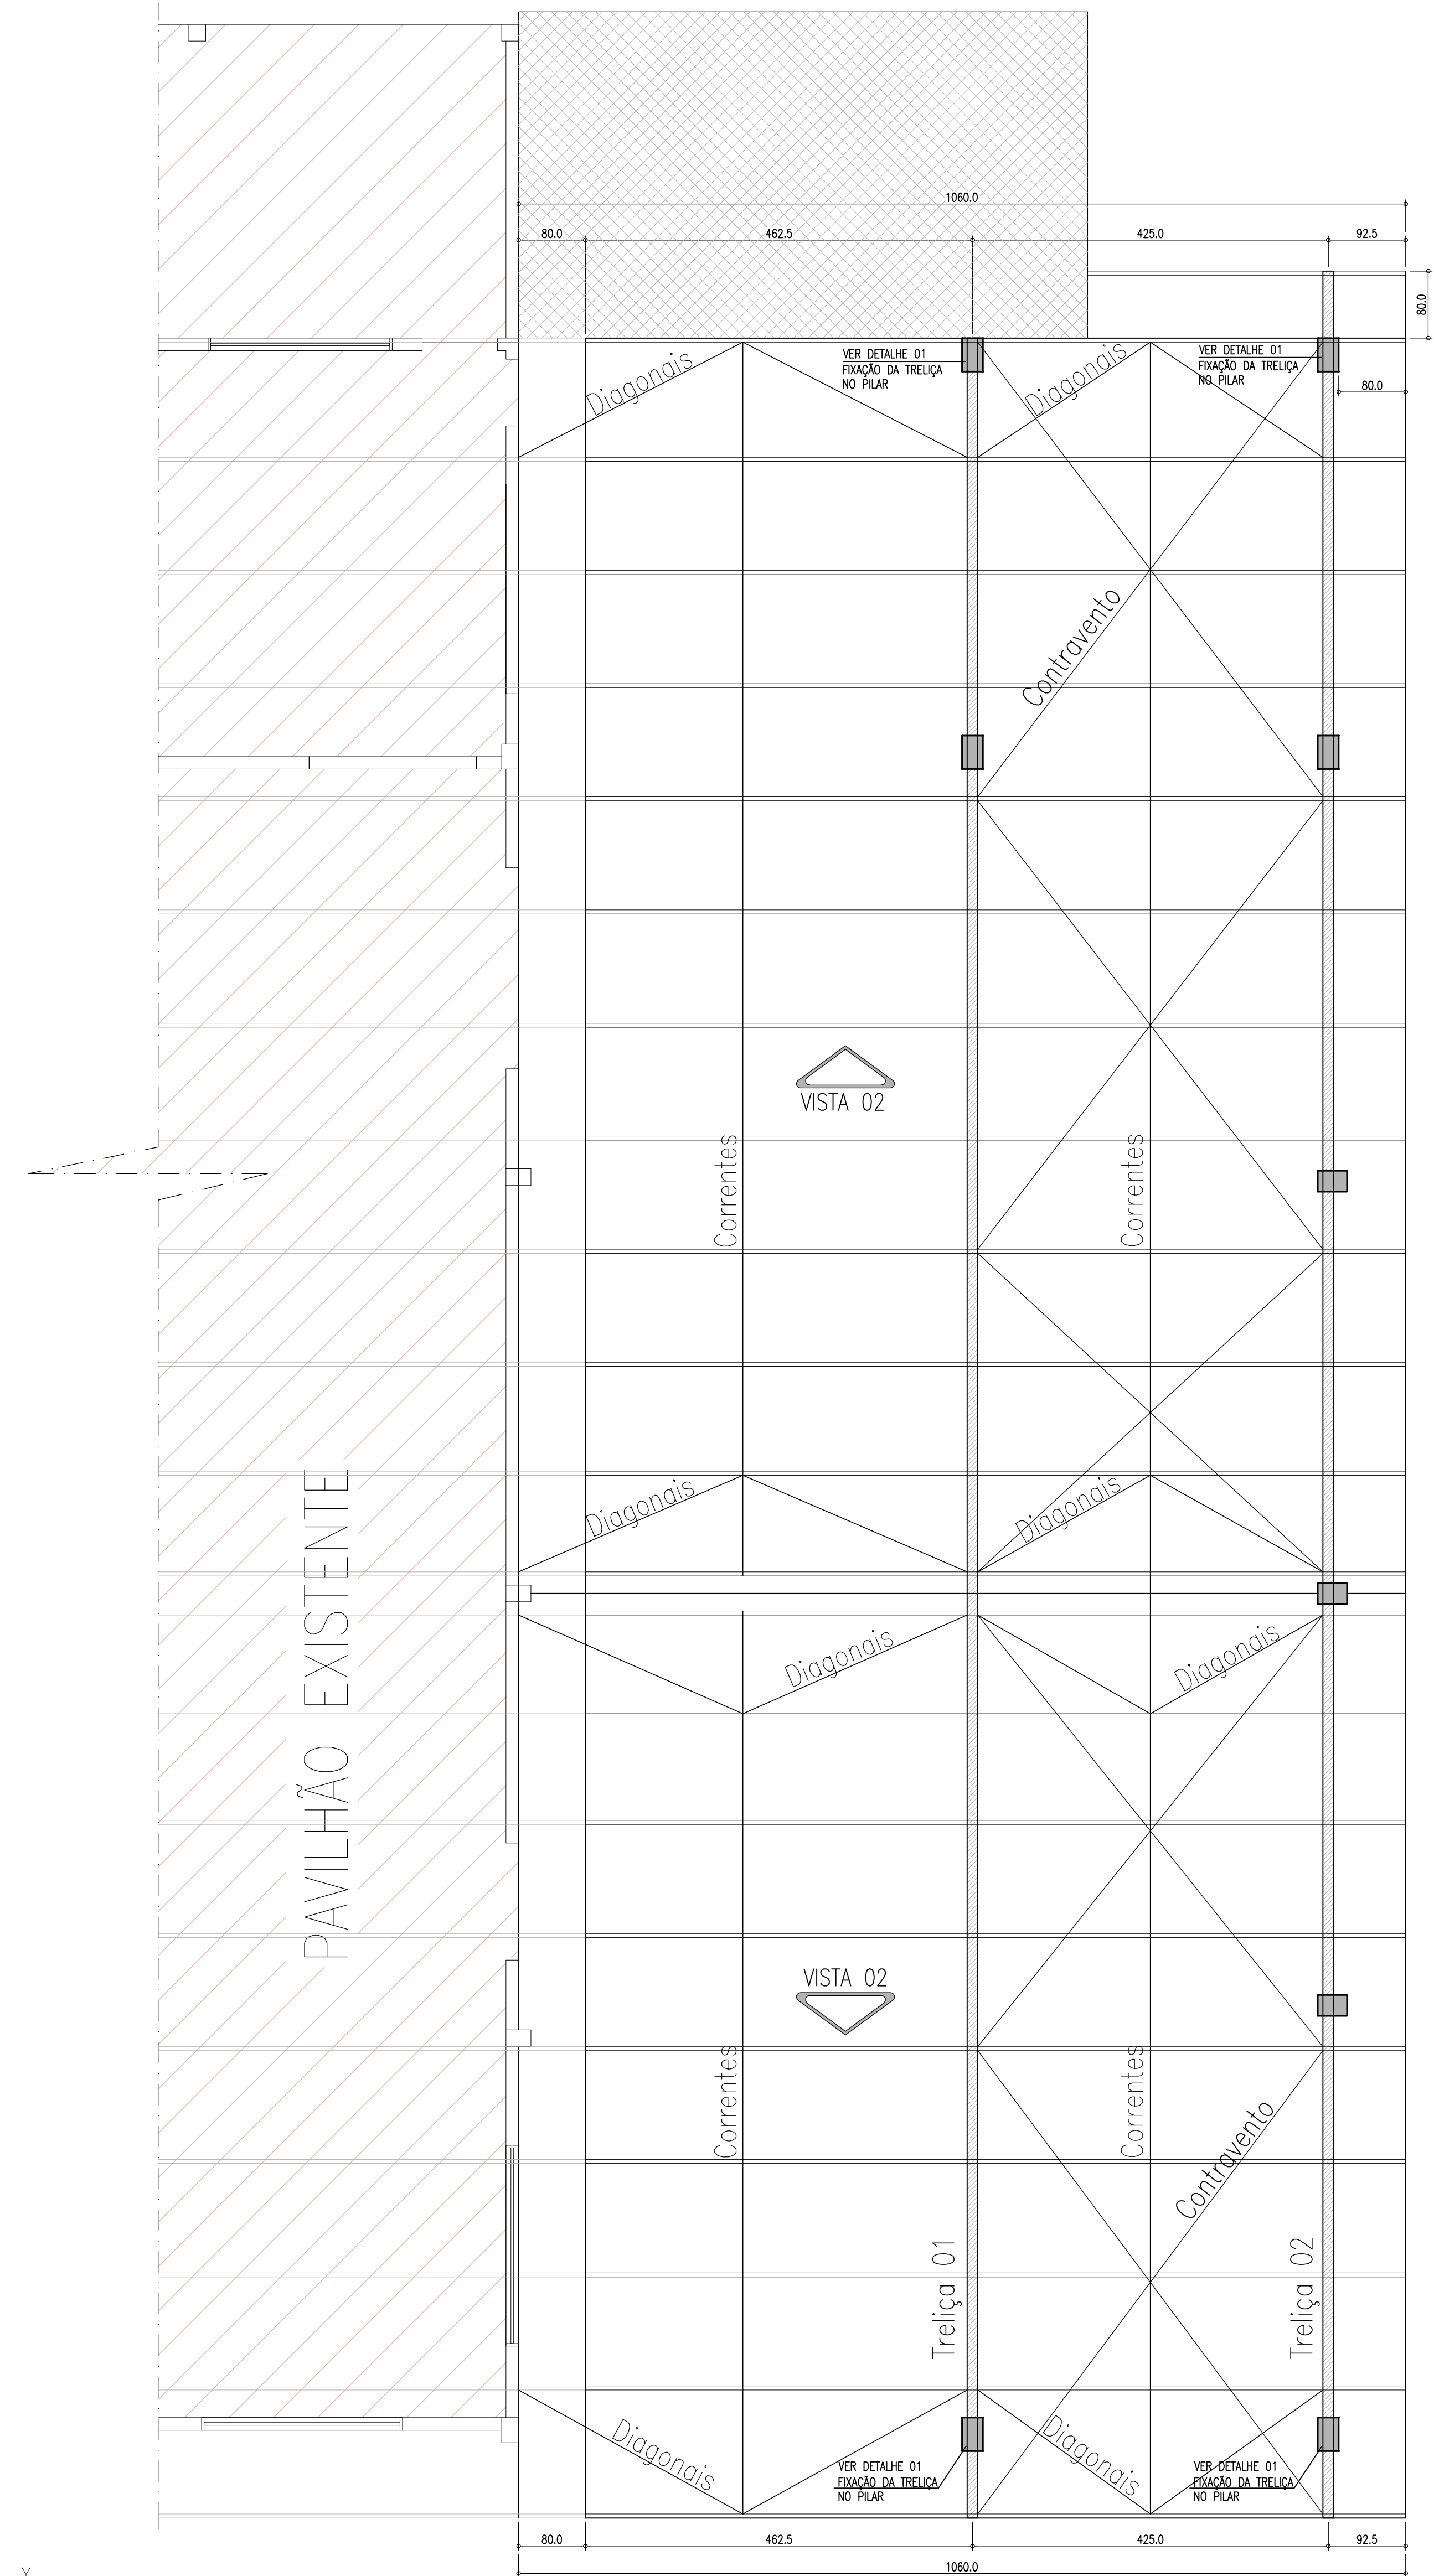 1060.0
80.0
462.5
425.0
92.5
80.0
VER DETALHE 01
FIXAÇÃO DA TRELIÇA
NO PILAR
VER DETALHE 01
FIXAÇÃO DA TRELIÇA
NO PILAR
80.0
Diagonais
Diagonais
Contravento
VISTA 02
Correntes
Correntes
Diagonais
Diagonais
PAVILHÃO EXISTENTE
Diagonais
Diagonais
VISTA 02
Correntes
Correntes
Contravento
Treliça 01
Treliça 02
Diagonais
Diagonais
VER DETALHE 01
FIXAÇÃO DA TRELIÇA
NO PILAR
VER DETALHE 01
FIXAÇÃO DA TRELIÇA
NO PILAR
80.0
462.5
425.0
92.5
1060.0
Y